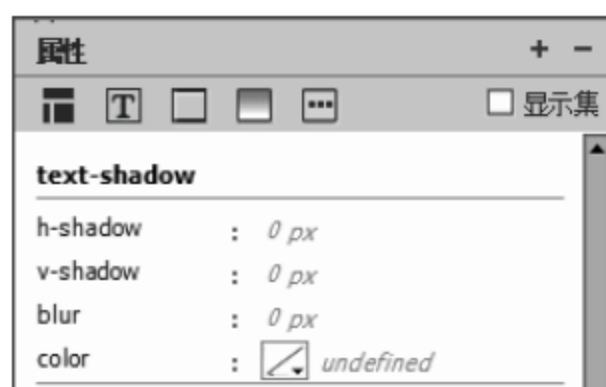 属性 + −
T 显示集
text-shadow
h-shadow : 0 px
v-shadow : 0 px
blur : 0 px
color : undefined